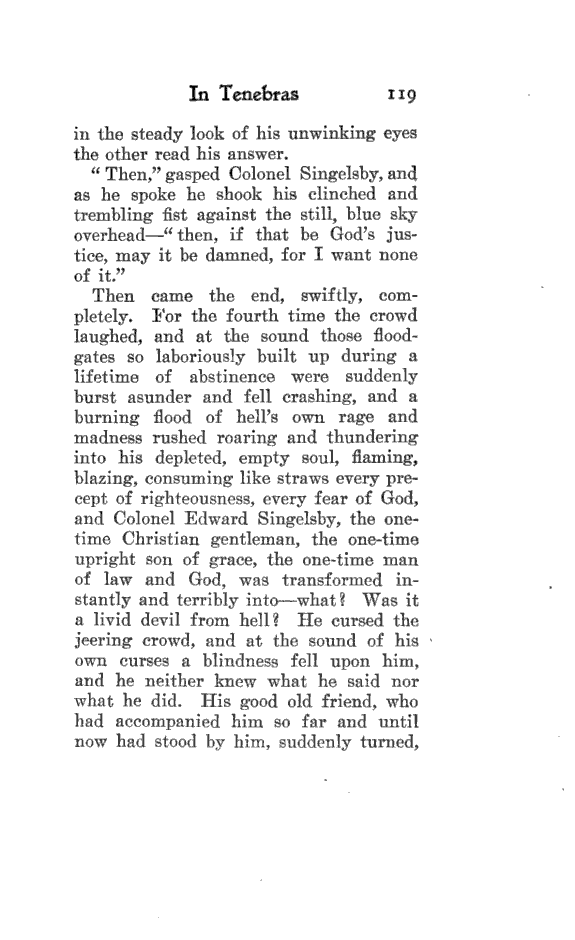 In Tenebras 119
in the steady look of his unwinking eyes
the other read his answer.
“Then,” gasped Colonel Singelsby, and
as he spoke he shook his clinched and
trembling fist against the still, blue sky
overhead—“then, if that be God's jus-
tice, may it be damned, for I want none
of it.”
Then came the end, swiftly, com-
pletely. For the fourth time the crowd
laughed, and at the sound those flood-
gates so laboriously built up during a
lifetime of abstinence were suddenly
burst asunder and fell crashing, and a
burning flood of hell's own rage and
madness rushed roaring and thundering
into his depleted, empty soul, flaming,
blazing, consuming like straws every pre-
cept of righteousness, every fear of God,
and Colonel Edward Singelsby, the one-
time Christian gentleman, the one-time
upright son of grace, the one-time man
of law and God, was transformed in-
stantly and terribly into—what? Was it
a livid devil from hell? He cursed the
jeering crowd, and at the sound of his
own curses a blindness fell upon him,
and he neither knew what he said nor
what he did. His good old friend, who
had accompanied him so far and until
now had stood by him, suddenly turned,